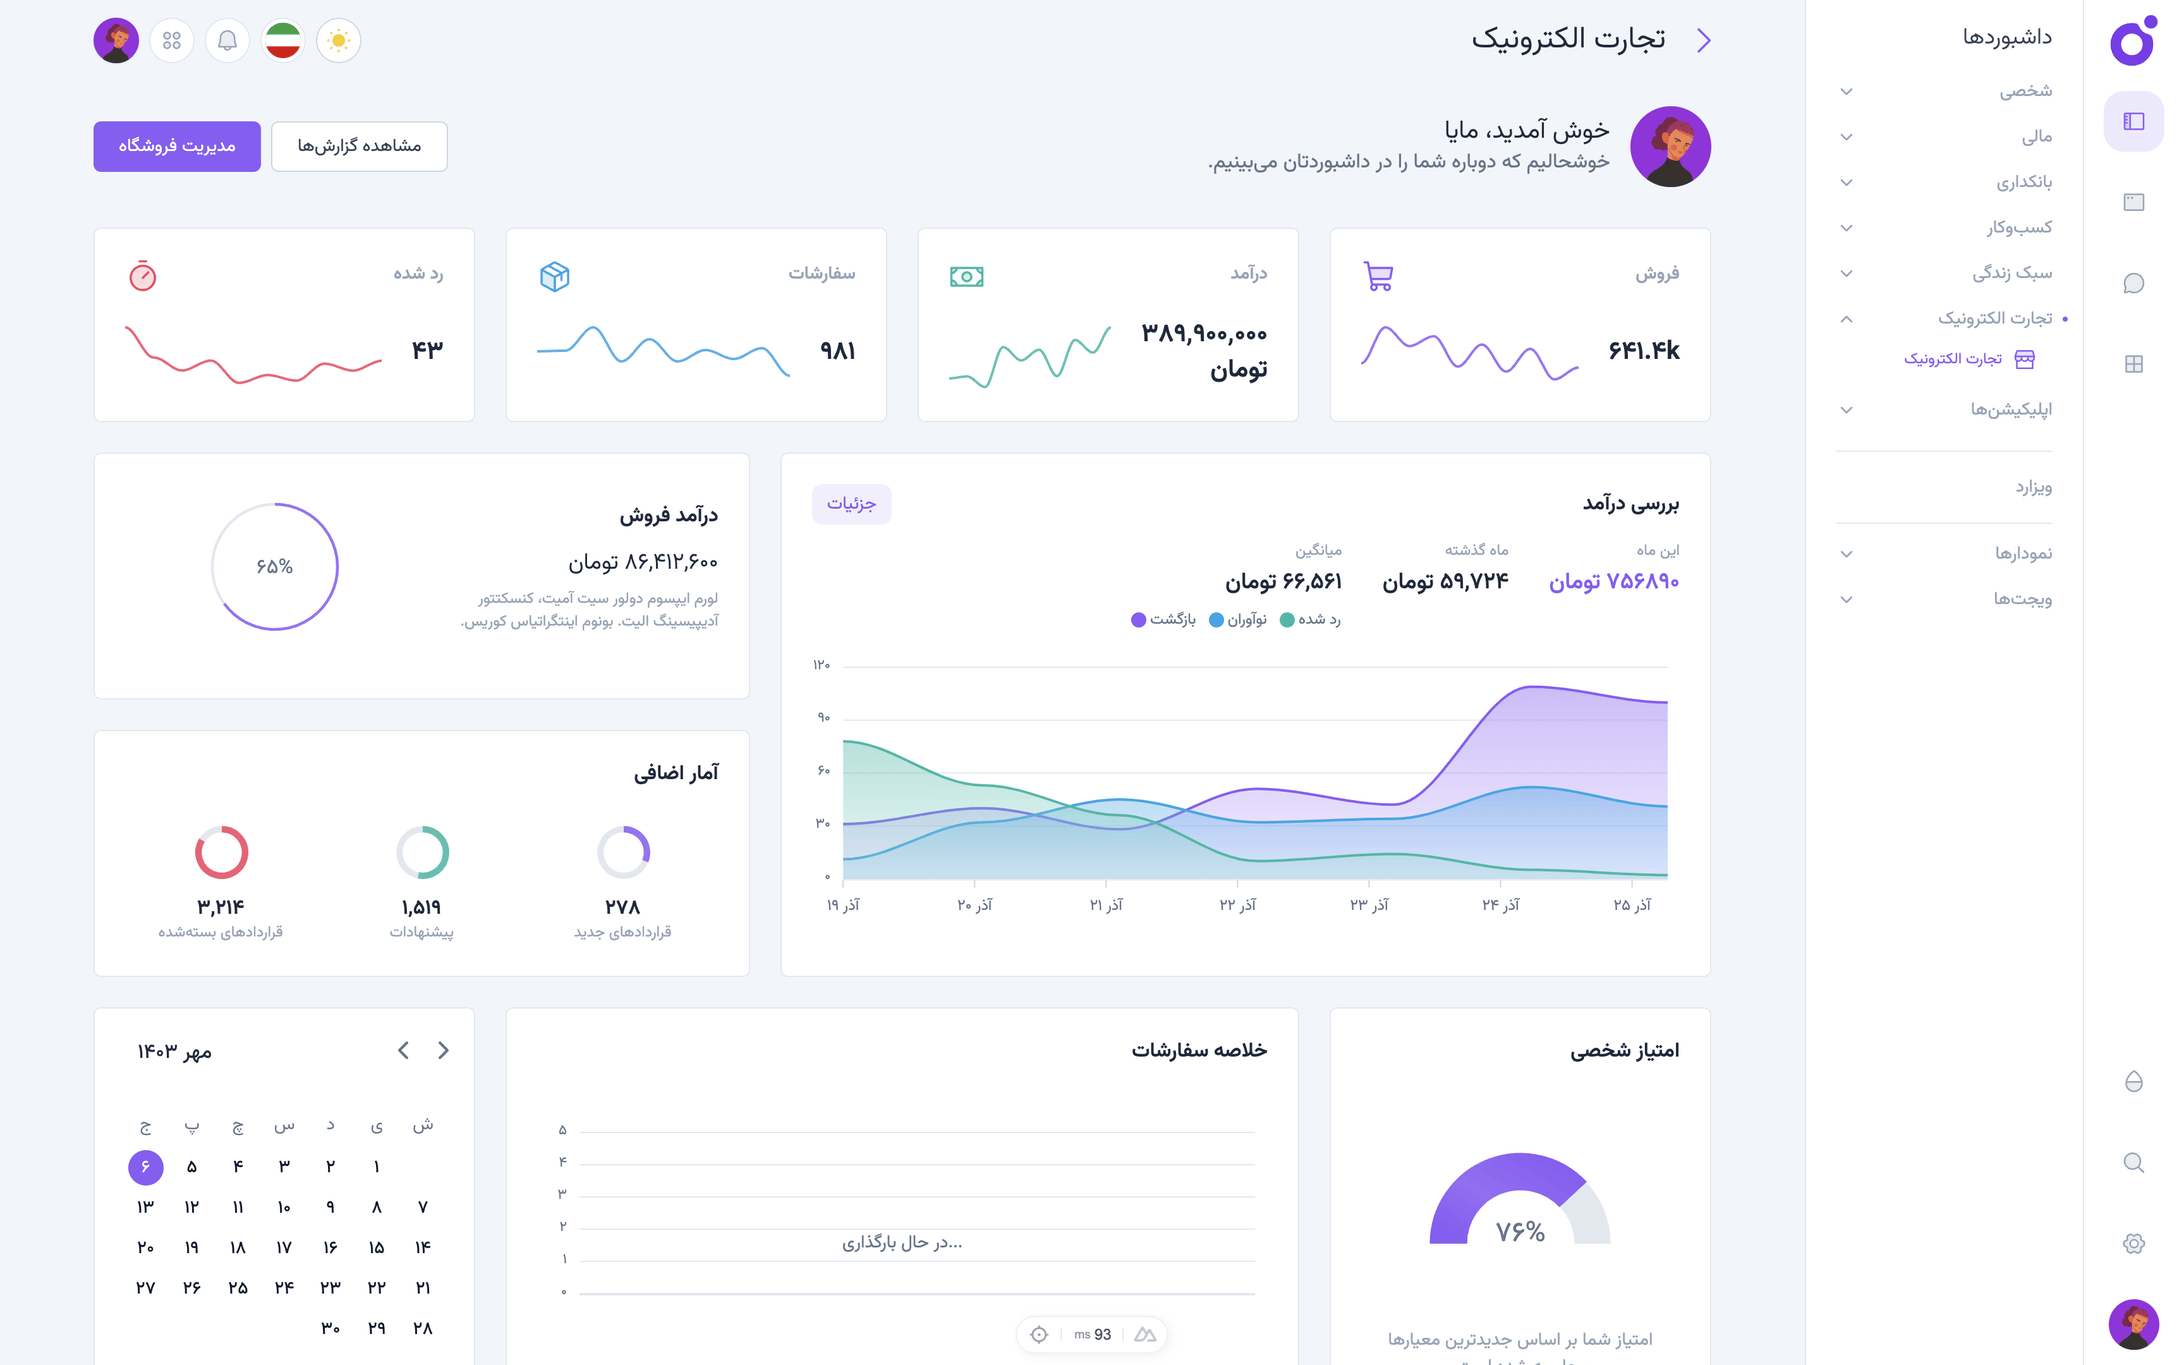 داشبوردها
شخصی
مالی
بانکداری
کسب‌وکار
سبک زندگی
تجارت الکترونیک
تجارت الکترونیک
اپلیکیشن‌ها
ویزارد
نمودارها
ویجت‌ها
تجارت الکترونیک
خوش آمدید، مایا
خوشحالیم که دوباره شما را در داشبوردتان می‌بینیم.
مشاهده گزارش‌ها
مدیریت فروشگاه
فروش
۶۴۱.۴k
درآمد
۳۸۹,۹۰۰,۰۰۰
تومان
سفارشات
۹۸۱
رد شده
۴۳
بررسی درآمد
جزئیات
این ماه
ماه گذشته
میانگین
۷۵۶۸۹۰ تومان
۵۹,۷۲۴ تومان
۶۶,۵۶۱ تومان
رد شده
نوآوران
بازگشت
۱۲۰
۹۰
۶۰
۳۰
۰
۱۹ آذر
۲۰ آذر
۲۱ آذر
۲۲ آذر
۲۳ آذر
۲۴ آذر
۲۵ آذر
درآمد فروش
۸۶,۴۱۲,۶۰۰ تومان
لورم ایپسوم دولور سیت آمیت، کنسکتتور
آدیپیسینگ الیت. بونوم اینتگراتیاس کوریس.
۶۵%
آمار اضافی
۲۷۸
قراردادهای جدید
۱,۵۱۹
پیشنهادات
۳,۲۱۴
قراردادهای بسته‌شده
امتیاز شخصی
۷۶%
امتیاز شما بر اساس جدیدترین معیارها
خلاصه سفارشات
۵
۴
۳
۲
۱
۰
...در حال بارگذاری
93 ms
مهر ۱۴۰۳
ش ی د س چ پ ج
۱ ۲ ۳ ۴ ۵ ۶
۷ ۸ ۹ ۱۰ ۱۱ ۱۲ ۱۳
۱۴ ۱۵ ۱۶ ۱۷ ۱۸ ۱۹ ۲۰
۲۱ ۲۲ ۲۳ ۲۴ ۲۵ ۲۶ ۲۷
۲۸ ۲۹ ۳۰